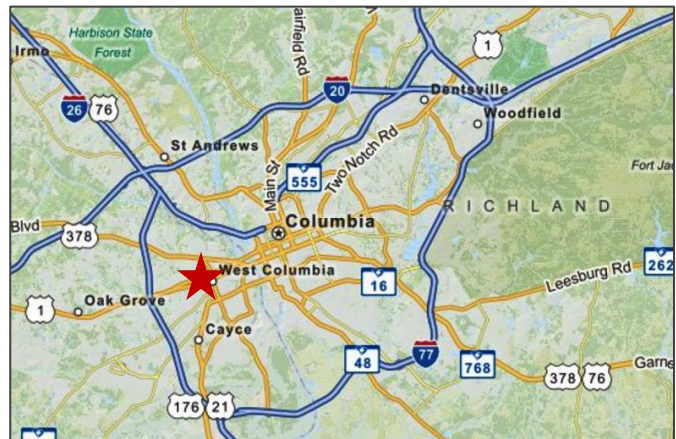 Harbison State
Forest
Irmo
airfield Rd
1
20
26
76
Dentsville
Woodfield
St Andrews
Two Notch Rd
Main St
555
Fort Ja
RICHLAND
Columbia
Blvd
378
262
West Columbia
16
Leesburg Rd
1
Oak Grove
Cayce
48
77
768
378
76
Garne
176
21